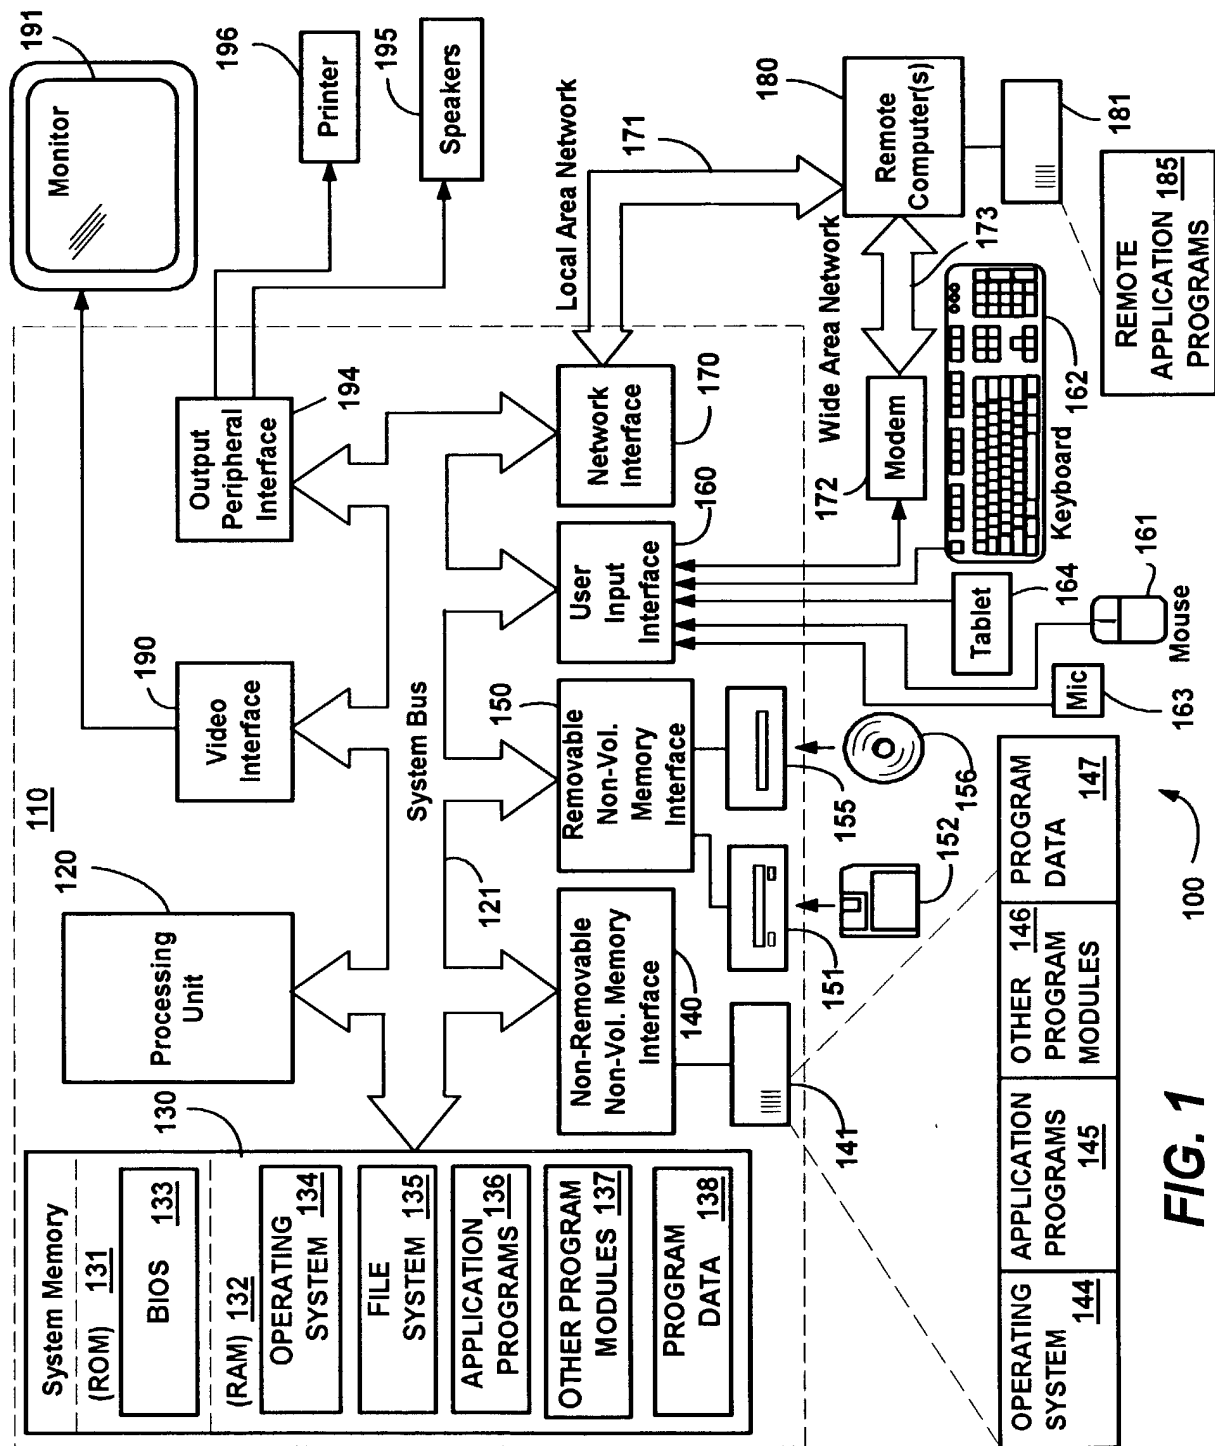 System Memory
(ROM) 131
BIOS 133
(RAM) 132
OPERATING
SYSTEM 134
FILE
SYSTEM 135
APPLICATION
PROGRAMS 136
OTHER PROGRAM
MODULES 137
PROGRAM
DATA 138
130
120
Processing
Unit
110
190
Video
Interface
Output
Peripheral
Interface
194
Monitor
191
196
Printer
195
Speakers
System Bus
121
Non-Removable
Non-Vol. Memory
Interface
140
150
Removable
Non-Vol.
Memory
Interface
User
Input
Interface
160
Network
Interface
170
Local Area Network
171
180
Remote
Computer(s)
Wide Area Network
173
172
Modem
181
REMOTE
APPLICATION 185
PROGRAMS
141
151
152
155
156
Mic
163
Tablet
164
Mouse
161
Keyboard
162
OPERATING
SYSTEM
144
APPLICATION
PROGRAMS
145
OTHER 146
PROGRAM
MODULES
PROGRAM
DATA
147
100
FIG. 1